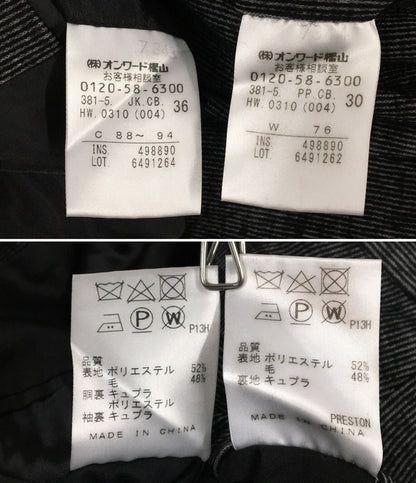 (株)オンワード樫山
お客様相談室
0120-58-6300
381-5. JK.CB. 36
HW.0310 (004)
C 88～ 94
INS. 498890
LOT. 6491264
(株)オンワード樫山
お客様相談室
0120-58-6300
381-5. PP.CB. 30
HW.0310 (004)
W 76
INS. 498890
LOT. 6491262
P W P13H
品質
表地 ポリエステル 52%
毛 48%
胴裏 キュプラ
ポリエステル
袖裏 キュプラ
MADE IN CHINA
P W P13H
品質
表地 ポリエステル 52%
毛 48%
裏地 キュプラ
PRESTON
MADE IN CHINA